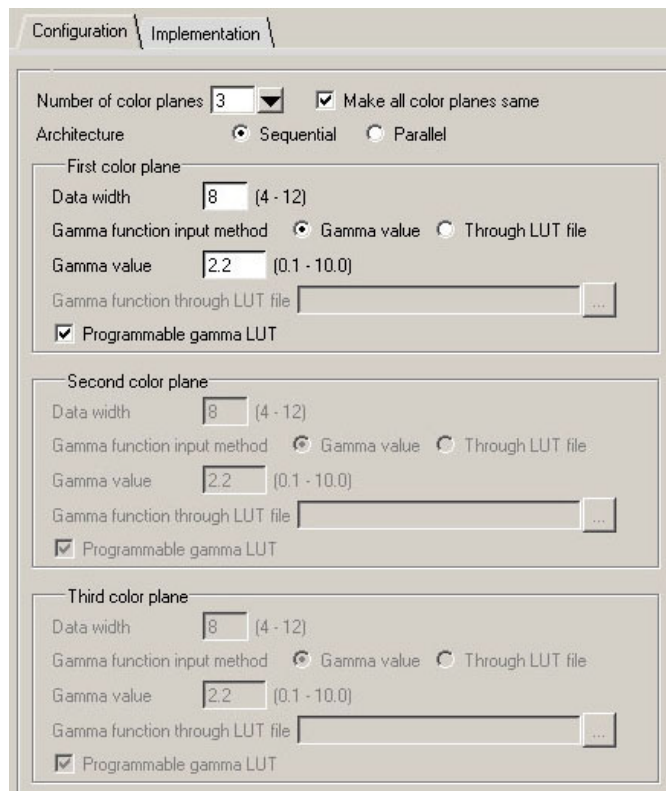 Configuration Implementation
Number of color planes 3 Make all color planes same
Architecture Sequential Parallel
First color plane
Data width 8 (4 - 12)
Gamma function input method Gamma value Through LUT file
Gamma value 2.2 (0.1 - 10.0)
Gamma function through LUT file ...
Programmable gamma LUT
Second color plane
Data width 8 (4 - 12)
Gamma function input method Gamma value Through LUT file
Gamma value 2.2 (0.1 - 10.0)
Gamma function through LUT file ...
Programmable gamma LUT
Third color plane
Data width 8 (4 - 12)
Gamma function input method Gamma value Through LUT file
Gamma value 2.2 (0.1 - 10.0)
Gamma function through LUT file ...
Programmable gamma LUT